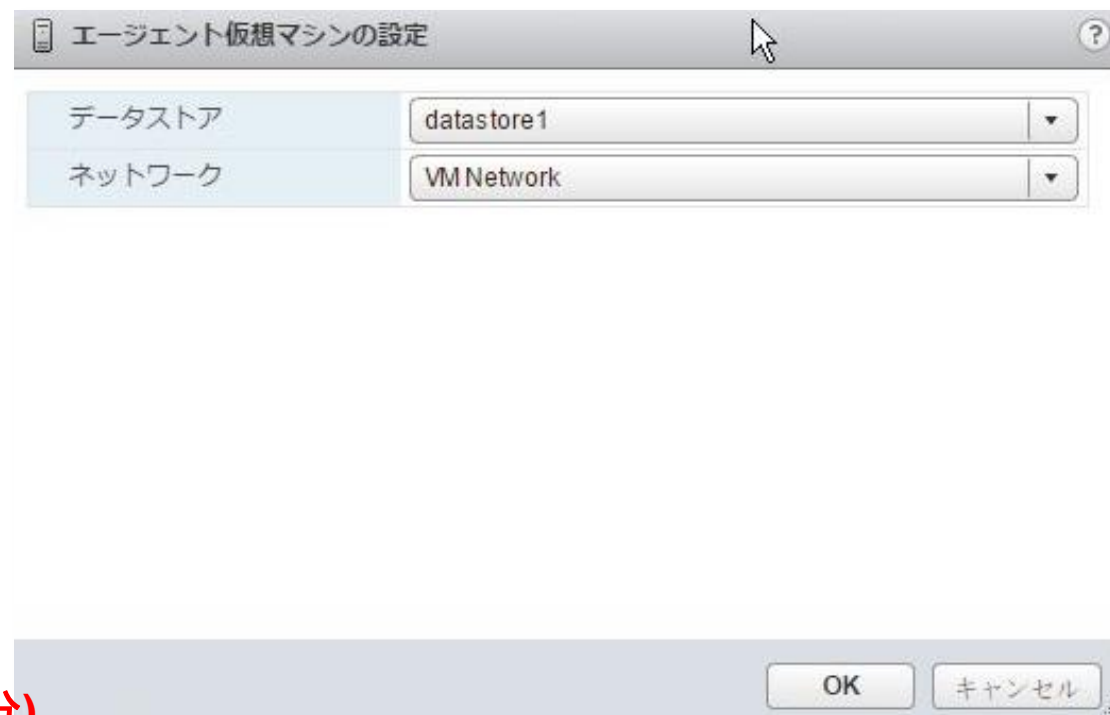 エージェント仮想マシンの設定
?
データストア
datastore1
ネットワーク
VM Network
OK
キャンセル